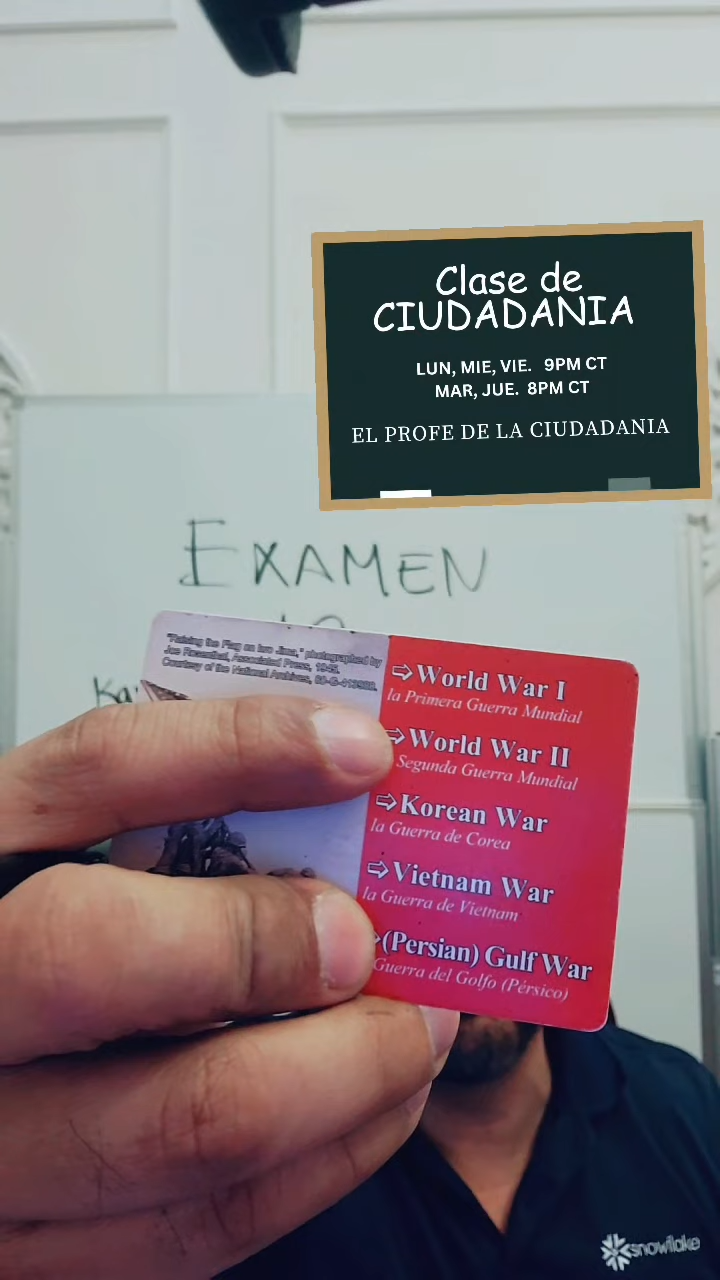 Clase de
CIUDADANIA
LUN, MIE, VIE. 9PM CT
MAR, JUE. 8PM CT
EL PROFE DE LA CIUDADANIA
EXAMEN
"Raising the Flag on Iwo Jima," photographed by
Joe Rosenthal, Associated Press, 1945.
Courtesy of the National Archives,
⇨World War I
la Primera Guerra Mundial
⇨World War II
Segunda Guerra Mundial
⇨Korean War
la Guerra de Corea
⇨Vietnam War
la Guerra de Vietnam
(Persian) Gulf War
Guerra del Golfo (Pérsico)
snowflake